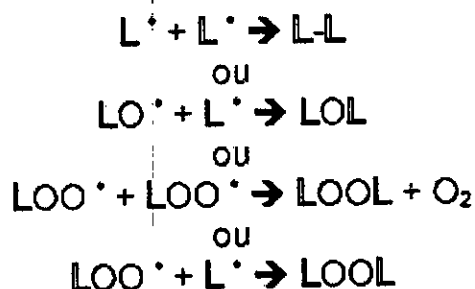 L• + L• → L-L
ou
LO• + L• → LOL
ou
LOO• + LOO• → LOOL + O₂
ou
LOO• + L• → LOOL